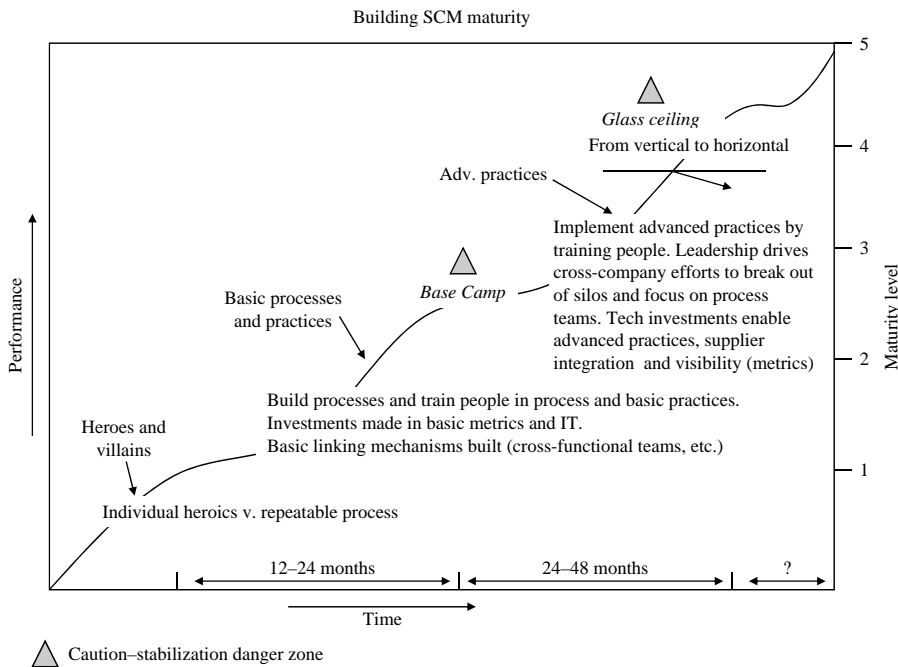 Building SCM maturity
5
Glass ceiling
From vertical to horizontal
4
Adv. practices
Implement advanced practices by
training people. Leadership drives
cross-company efforts to break out
of silos and focus on process
teams. Tech investments enable
advanced practices, supplier
integration and visibility (metrics)
3
Base Camp
Basic processes
and practices
2
Performance
Maturity level
Build processes and train people in process and basic practices.
Investments made in basic metrics and IT.
Basic linking mechanisms built (cross-functional teams, etc.)
Heroes and
villains
1
Individual heroics v. repeatable process
12–24 months
24–48 months
?
Time
Caution–stabilization danger zone